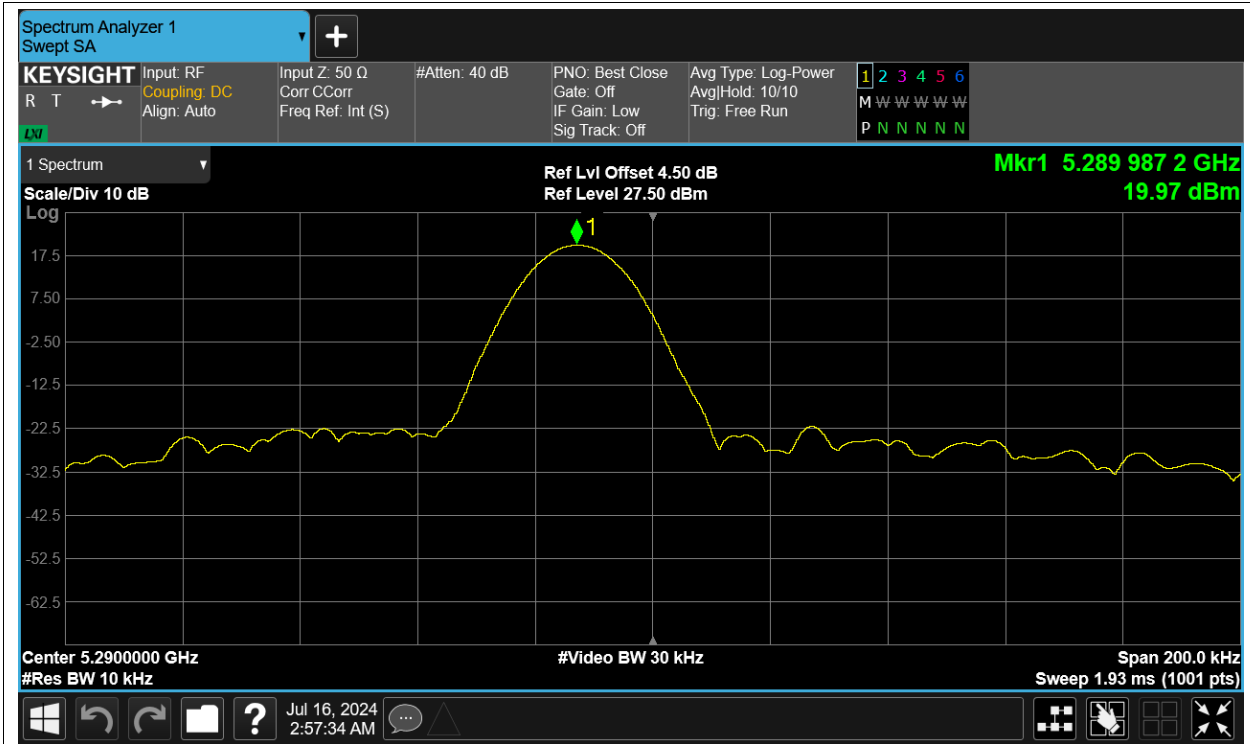 Spectrum Analyzer 1
Swept SA
KEYSIGHT
R T
LXI
Input: RF
Coupling: DC
Align: Auto
Input Z: 50 Ω
Corr CCorr
Freq Ref: Int (S)
#Atten: 40 dB
PNO: Best Close
Gate: Off
IF Gain: Low
Sig Track: Off
Avg Type: Log-Power
Avg|Hold: 10/10
Trig: Free Run
1 2 3 4 5 6
M W W W W W
P N N N N N
1 Spectrum
Scale/Div 10 dB
Log
Ref Lvl Offset 4.50 dB
Ref Level 27.50 dBm
Mkr1 5.289 987 2 GHz
19.97 dBm
1
17.5
7.50
-2.50
-12.5
-22.5
-32.5
-42.5
-52.5
-62.5
Center 5.2900000 GHz
#Res BW 10 kHz
#Video BW 30 kHz
Span 200.0 kHz
Sweep 1.93 ms (1001 pts)
?
Jul 16, 2024
2:57:34 AM